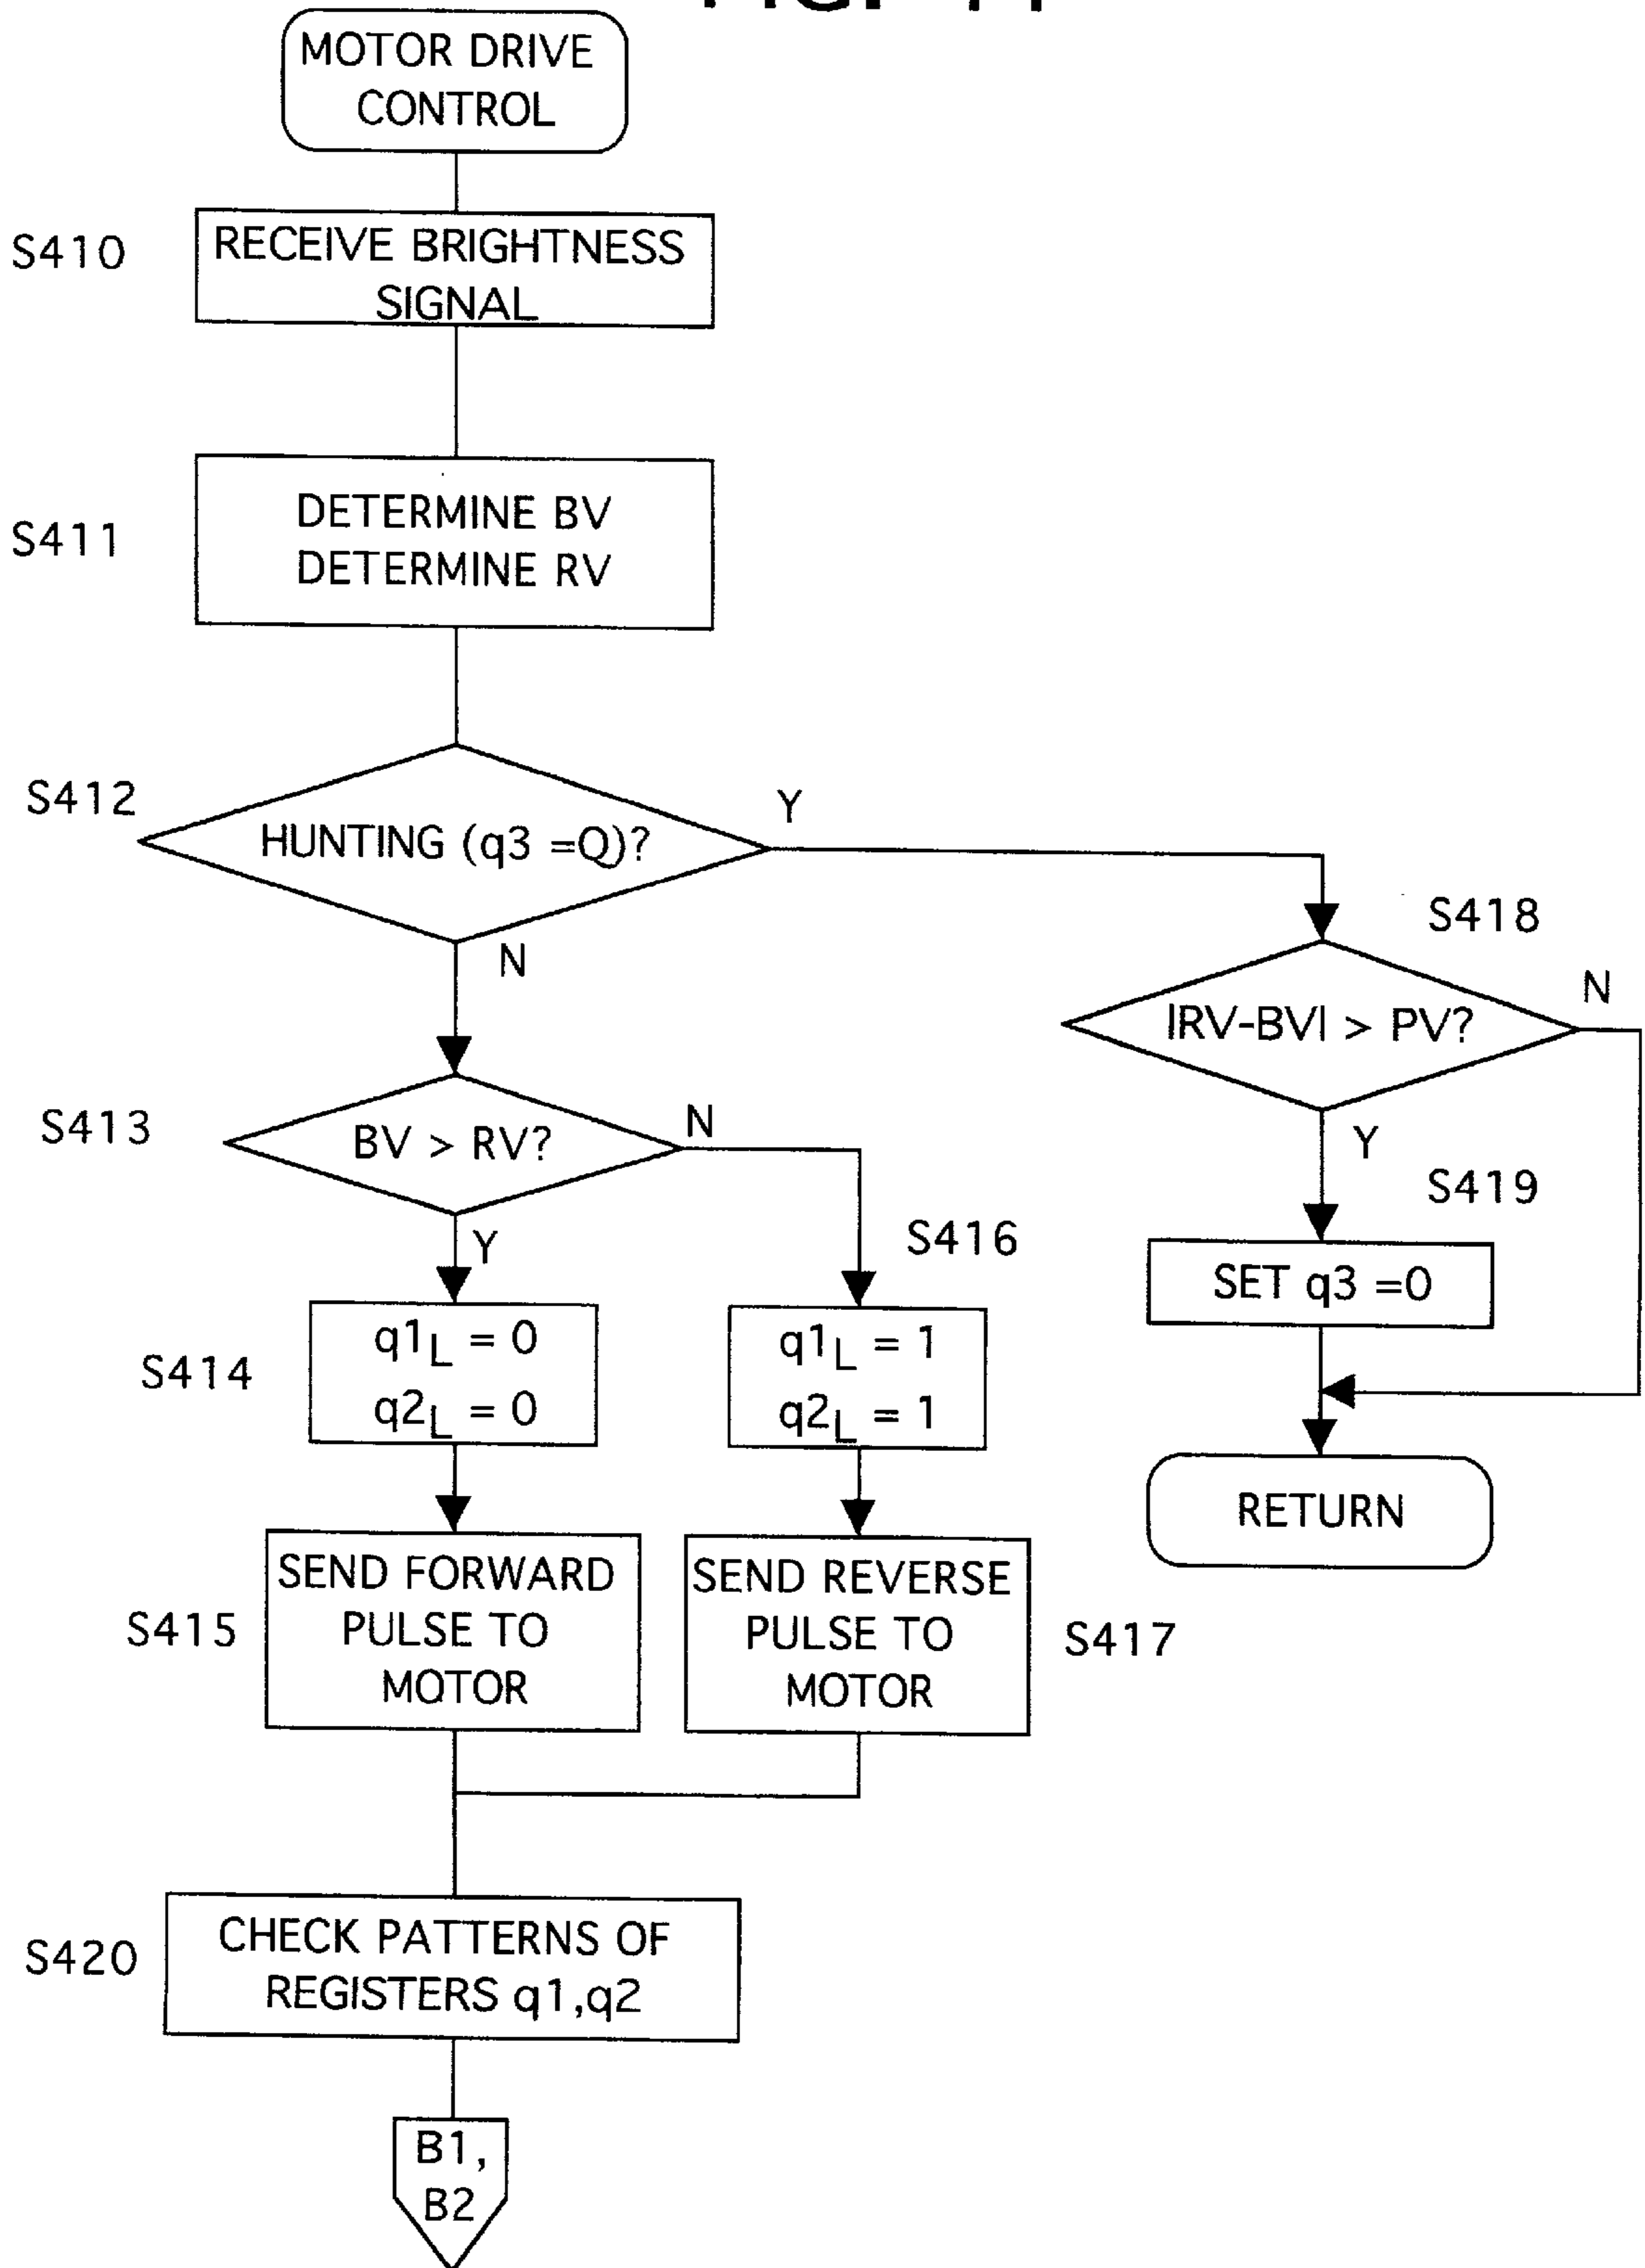 MOTOR DRIVE
CONTROL
S410
RECEIVE BRIGHTNESS
SIGNAL
S411
DETERMINE BV
DETERMINE RV
S412
HUNTING (q3 =Q)?
Y
N
S418
|RV-BV| > PV?
N
Y
S413
BV > RV?
N
Y
S419
SET q3 =0
S416
S414
q1L = 0
q2L = 0
q1L = 1
q2L = 1
RETURN
S415
SEND FORWARD
PULSE TO
MOTOR
SEND REVERSE
PULSE TO
MOTOR
S417
S420
CHECK PATTERNS OF
REGISTERS q1,q2
B1,
B2